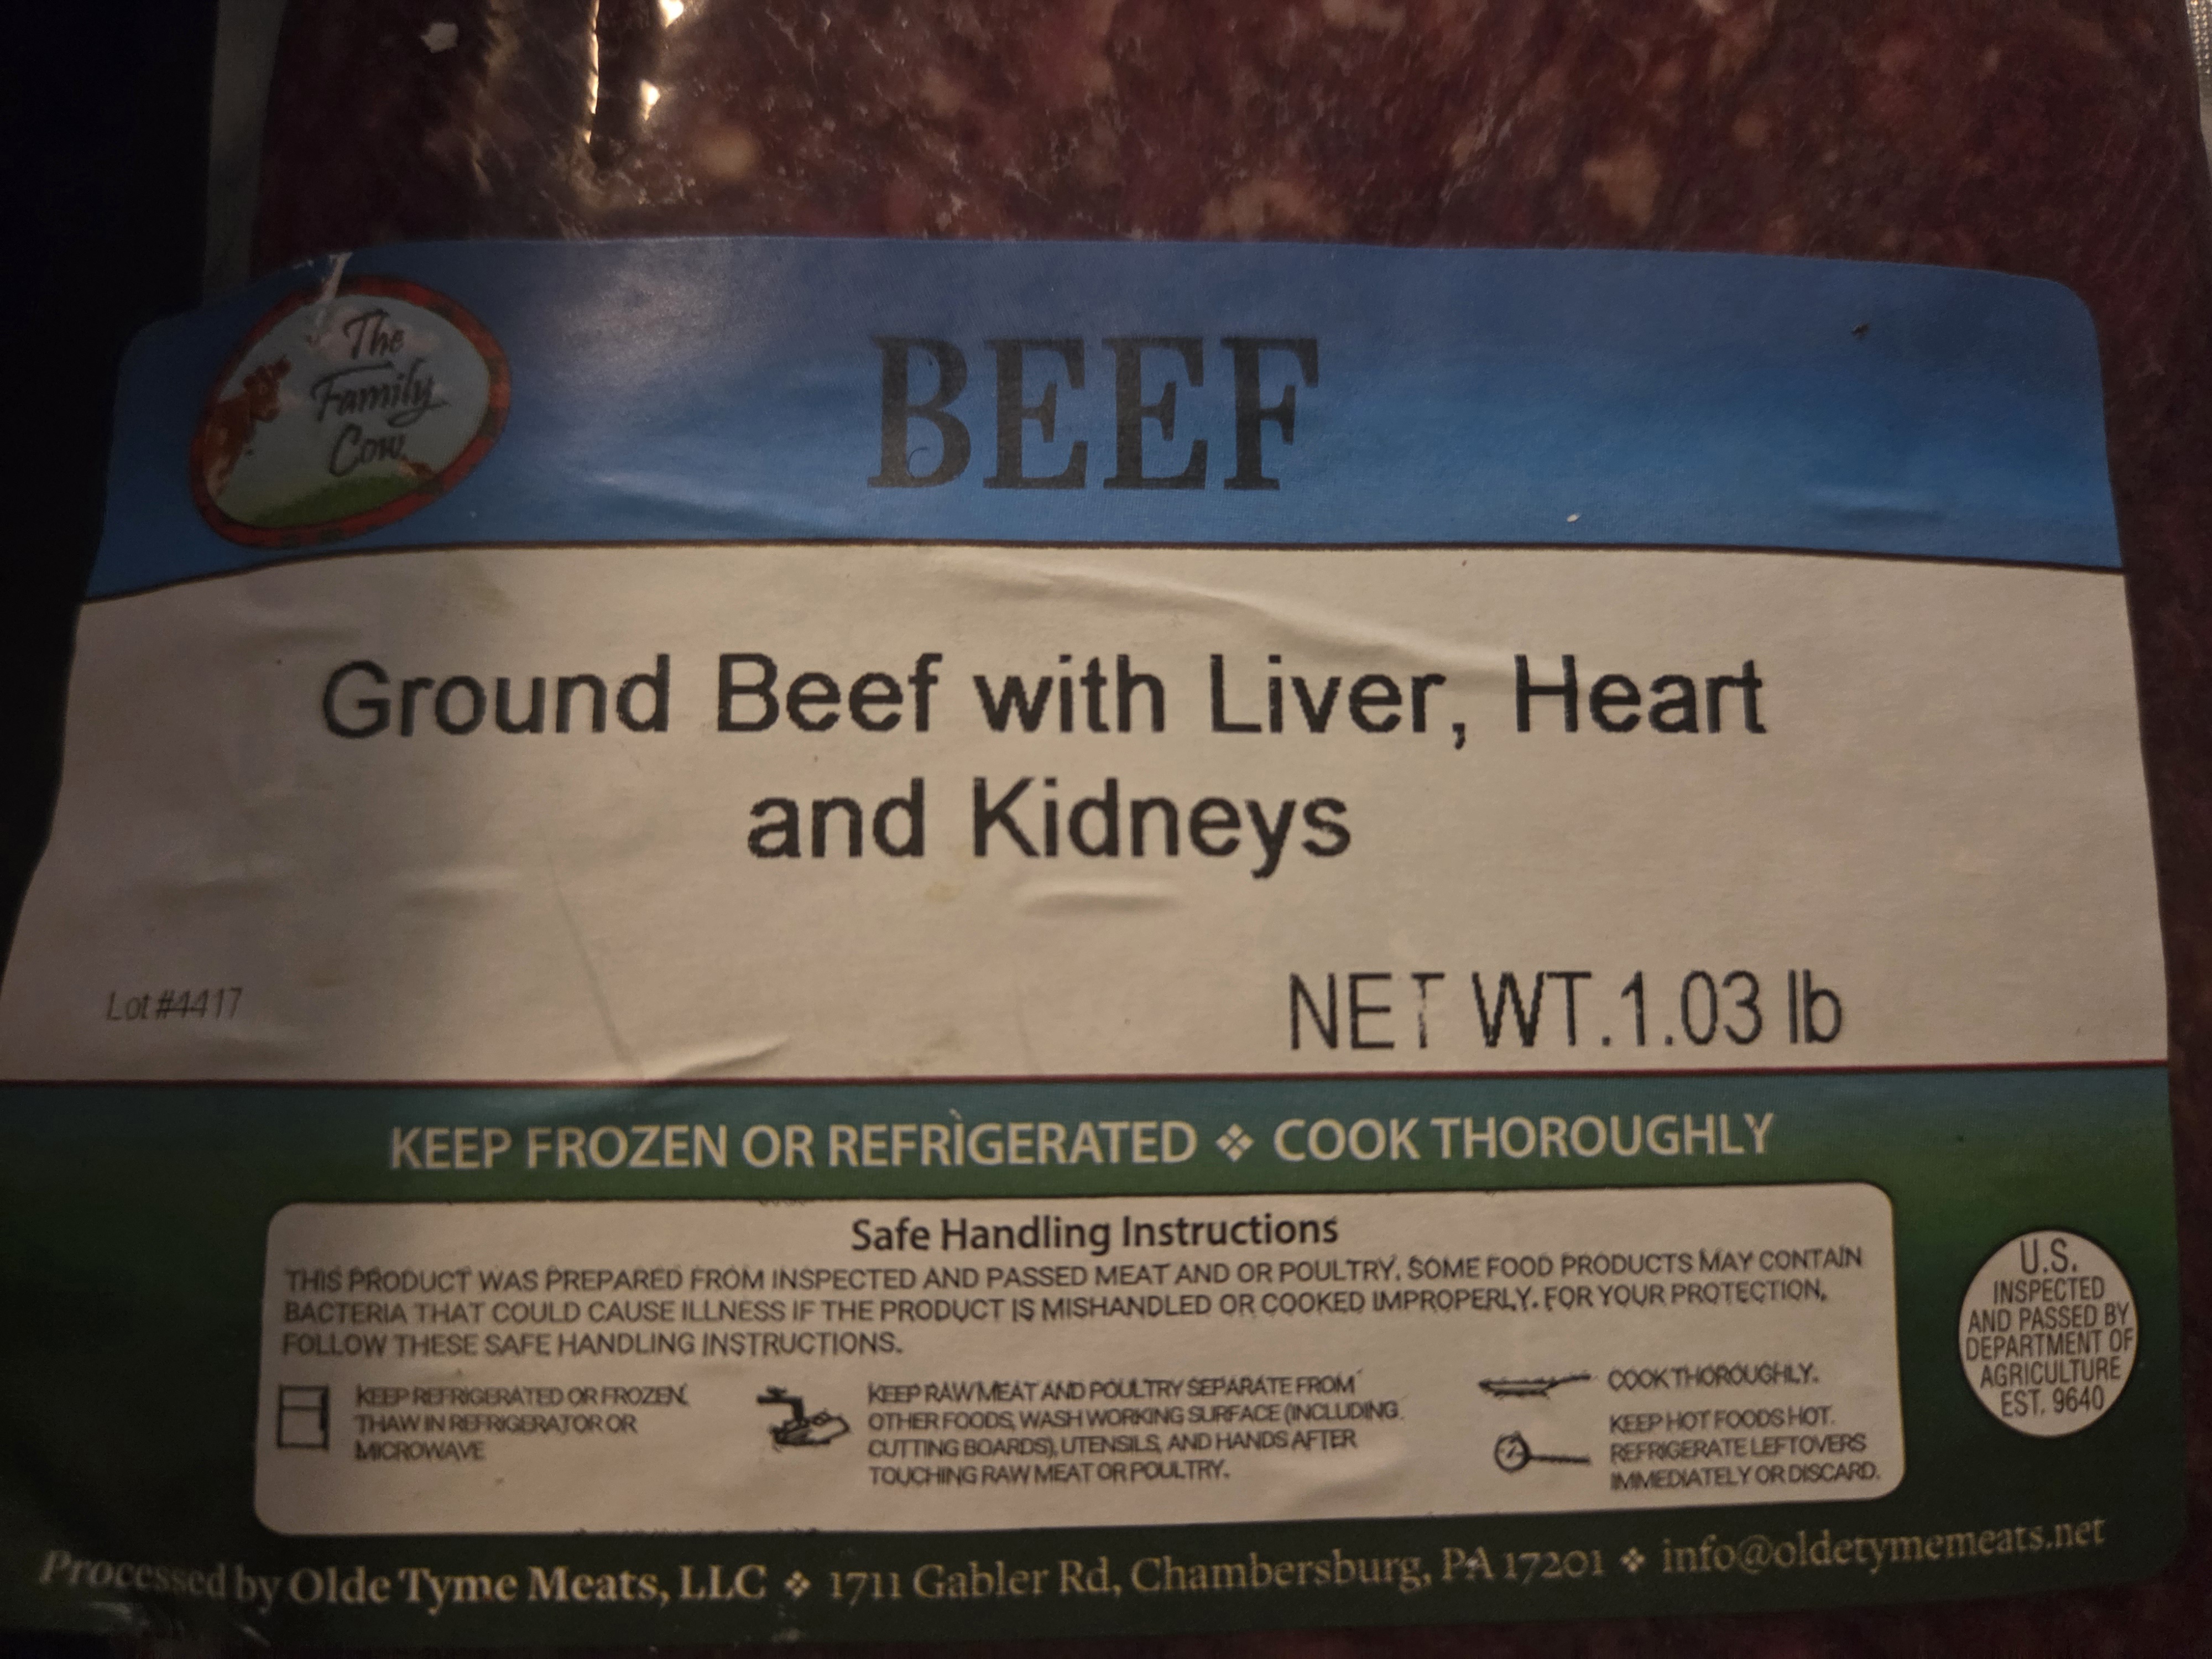 The
Family
Cow
BEEF
Ground Beef with Liver, Heart
and Kidneys
Lot #4417
NET WT.1.03 lb
KEEP FROZEN OR REFRIGERATED ❖ COOK THOROUGHLY
Safe Handling Instructions
THIS PRODUCT WAS PREPARED FROM INSPECTED AND PASSED MEAT AND OR POULTRY. SOME FOOD PRODUCTS MAY CONTAIN
BACTERIA THAT COULD CAUSE ILLNESS IF THE PRODUCT IS MISHANDLED OR COOKED IMPROPERLY. FOR YOUR PROTECTION,
FOLLOW THESE SAFE HANDLING INSTRUCTIONS.
KEEP REFRIGERATED OR FROZEN.
THAW IN REFRIGERATOR OR
MICROWAVE
KEEP RAW MEAT AND POULTRY SEPARATE FROM
OTHER FOODS, WASH WORKING SURFACE (INCLUDING
CUTTING BOARDS), UTENSILS, AND HANDS AFTER
TOUCHING RAW MEAT OR POULTRY.
COOK THOROUGHLY.
KEEP HOT FOODS HOT.
REFRIGERATE LEFTOVERS
IMMEDIATELY OR DISCARD.
U.S.
INSPECTED
AND PASSED BY
DEPARTMENT OF
AGRICULTURE
EST. 9640
Processed by Olde Tyme Meats, LLC ❖ 1711 Gabler Rd, Chambersburg, PA 17201 ❖ info@oldetymemeats.net